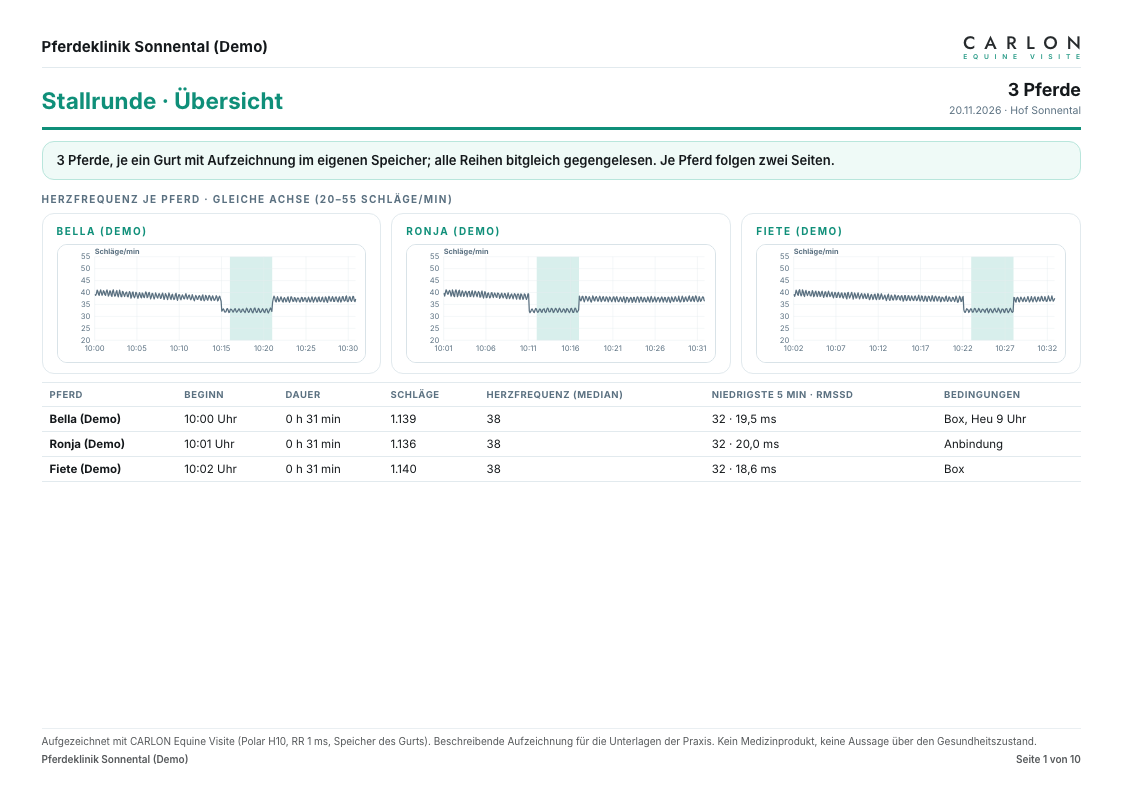 Pferdeklinik Sonnental (Demo)
CARLON
EQUINE VISITE
Stallrunde · Übersicht
3 Pferde
20.11.2026 · Hof Sonnental
3 Pferde, je ein Gurt mit Aufzeichnung im eigenen Speicher; alle Reihen bitgleich gegengelesen. Je Pferd folgen zwei Seiten.
HERZFREQUENZ JE PFERD · GLEICHE ACHSE (20–55 SCHLÄGE/MIN)
BELLA (DEMO)
Schläge/min
55
50
45
40
35
30
25
20
10:00 10:05 10:10 10:15 10:20 10:25 10:30
RONJA (DEMO)
Schläge/min
55
50
45
40
35
30
25
20
10:01 10:06 10:11 10:16 10:21 10:26 10:31
FIETE (DEMO)
Schläge/min
55
50
45
40
35
30
25
20
10:02 10:07 10:12 10:17 10:22 10:27 10:32
PFERD BEGINN DAUER SCHLÄGE HERZFREQUENZ (MEDIAN) NIEDRIGSTE 5 MIN · RMSSD BEDINGUNGEN
Bella (Demo) 10:00 Uhr 0 h 31 min 1.139 38 32 · 19,5 ms Box, Heu 9 Uhr
Ronja (Demo) 10:01 Uhr 0 h 31 min 1.136 38 32 · 20,0 ms Anbindung
Fiete (Demo) 10:02 Uhr 0 h 31 min 1.140 38 32 · 18,6 ms Box
Aufgezeichnet mit CARLON Equine Visite (Polar H10, RR 1 ms, Speicher des Gurts). Beschreibende Aufzeichnung für die Unterlagen der Praxis. Kein Medizinprodukt, keine Aussage über den Gesundheitszustand.
Pferdeklinik Sonnental (Demo)
Seite 1 von 10